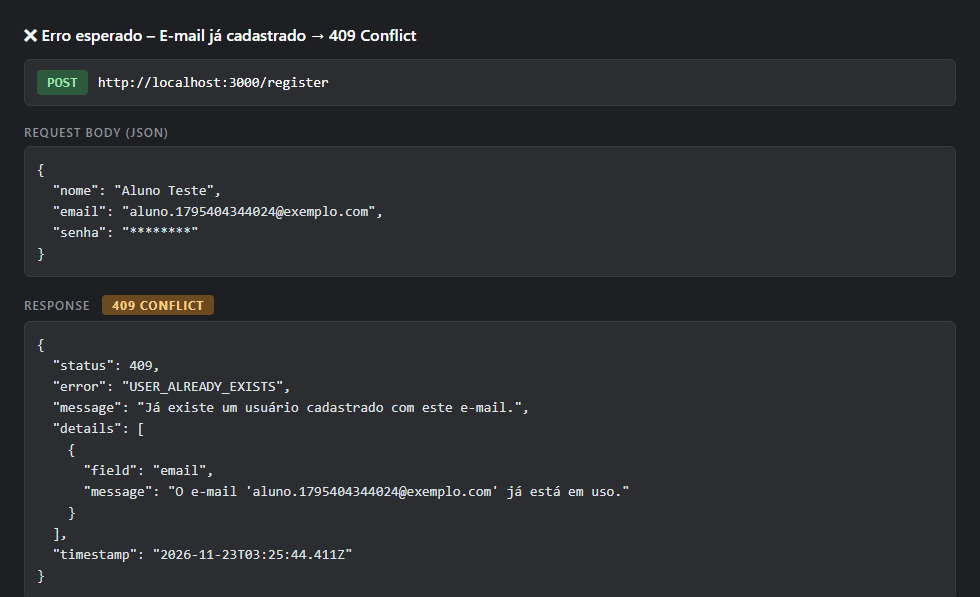 ❌ Erro esperado – E-mail já cadastrado → 409 Conflict
POST http://localhost:3000/register
REQUEST BODY (JSON)
{
  "nome": "Aluno Teste",
  "email": "aluno.1795404344024@exemplo.com",
  "senha": "********"
}
RESPONSE 409 CONFLICT
{
  "status": 409,
  "error": "USER_ALREADY_EXISTS",
  "message": "Já existe um usuário cadastrado com este e-mail.",
  "details": [
    {
      "field": "email",
      "message": "O e-mail 'aluno.1795404344024@exemplo.com' já está em uso."
    }
  ],
  "timestamp": "2026-11-23T03:25:44.411Z"
}